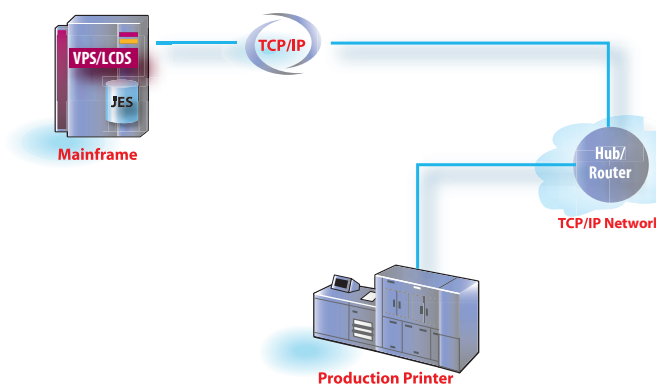 VPS/LCDS
TCP/IP
JES
Mainframe
Hub/
Router
TCP/IP Network
Production Printer